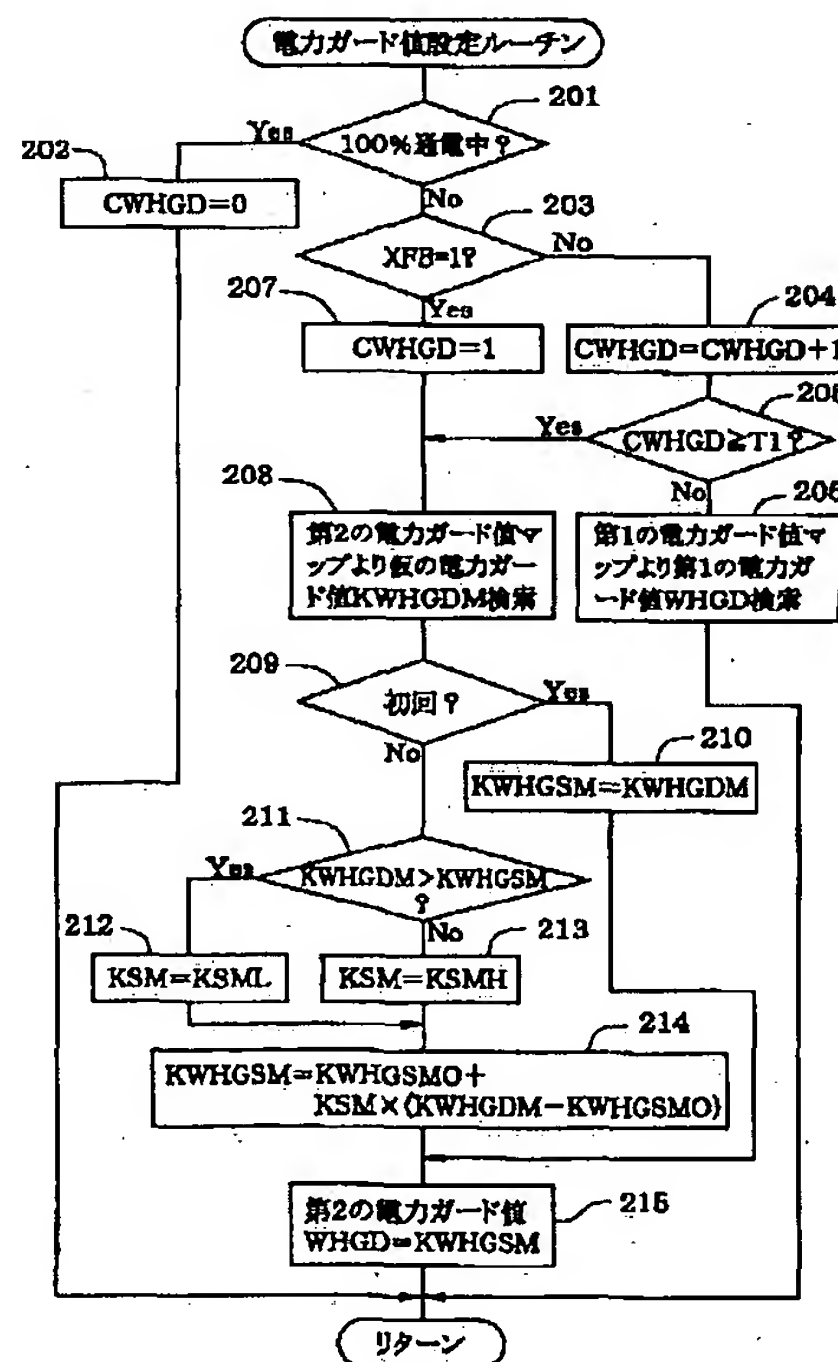 電力ガード値設定ルーチン
201
100%通電中?
Yes
202
CWHGD=0
No
203
XFB=1?
No
207
Yes
CWHGD=1
204
CWHGD=CWHGD+1
CWHGD≧T1?
Yes
No
208
第2の電力ガード値マ
ップより仮の電力ガー
ド値KWHGDM検索
第1の電力ガード値マ
ップより第1の電力ガ
ード値WHGD検索
209
初回?
Yes
No
210
KWHGSM=KWHGDM
211
KWHGDM>KWHGSM
?
Yes
No
212
KSM=KSML
213
KSM=KSMH
214
KWHGSM=KWHGSMO+
KSM×(KWHGDM-KWHGSMO)
第2の電力ガード値
WHGD=KWHGSM
215
リターン